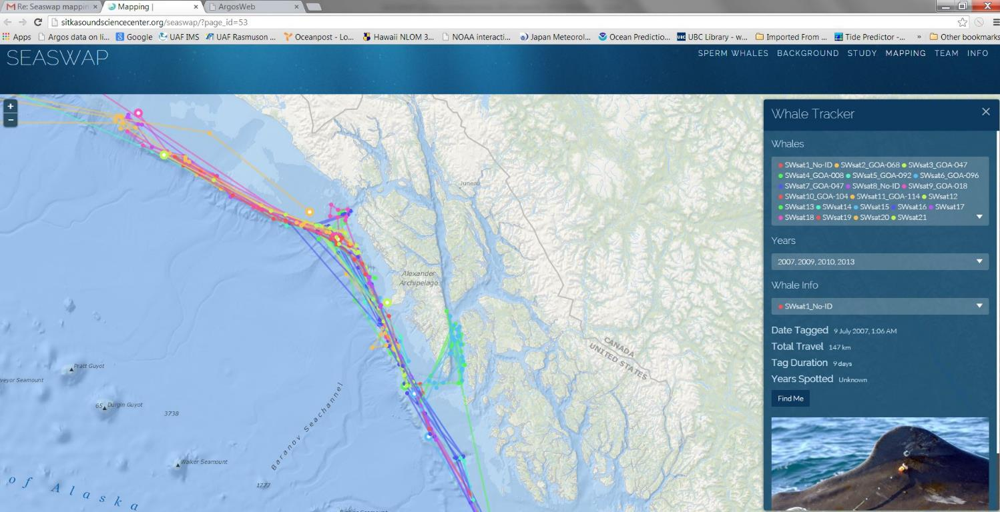 Re: Seaswap mappin
Mapping |
ArgosWeb
sitkasoundsciencecenter.org/seaswap/?page_id=53
Apps
Argos data on li...
Google
UAF IMS
UAF Rasmuson ...
Oceanpost - Lo...
Hawaii NLOM 3...
NOAA interacti...
Japan Meteorol...
Ocean Predictio...
UBC Library - w...
Imported From ...
Tide Predictor -...
»
Other bookmarks
SEASWAP
SPERM WHALES
BACKGROUND
STUDY
MAPPING
TEAM
INFO
+
−
Juneau
Alexander
Archipelago
CANADA
UNITED STATES
Pratt Guyot
veyor Seamount
65
Durgin Guyot
3738
Baranov Seachannel
Walker Seamount
1777
of Alaska
Whale Tracker
Whales
SWsat1_No-ID SWsat2_GOA-068 SWsat3_GOA-047
SWsat4_GOA-008 SWsat5_GOA-092 SWsat6_GOA-096
SWsat7_GOA-047 SWsat8_No-ID SWsat9_GOA-018
SWsat10_GOA-104 SWsat11_GOA-114 SWsat12
SWsat13 SWsat14 SWsat15 SWsat16 SWsat17
SWsat18 SWsat19 SWsat20 SWsat21
Years
2007, 2009, 2010, 2013
Whale Info
SWsat1_No-ID
Date Tagged 9 July 2007, 1:06 AM
Total Travel 147 km
Tag Duration 9 days
Years Spotted Unknown
Find Me